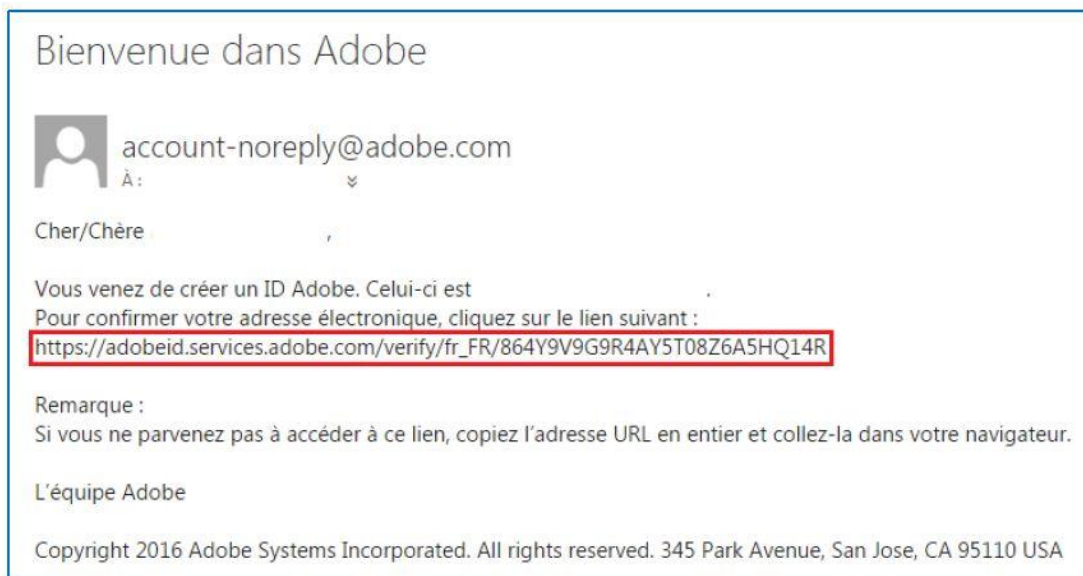 Bienvenue dans Adobe
account-noreply@adobe.com
À :
Cher/Chère ,
Vous venez de créer un ID Adobe. Celui-ci est .
Pour confirmer votre adresse électronique, cliquez sur le lien suivant :
https://adobeid.services.adobe.com/verify/fr_FR/864Y9V9G9R4AY5T08Z6A5HQ14R
Remarque :
Si vous ne parvenez pas à accéder à ce lien, copiez l’adresse URL en entier et collez-la dans votre navigateur.
L’équipe Adobe
Copyright 2016 Adobe Systems Incorporated. All rights reserved. 345 Park Avenue, San Jose, CA 95110 USA